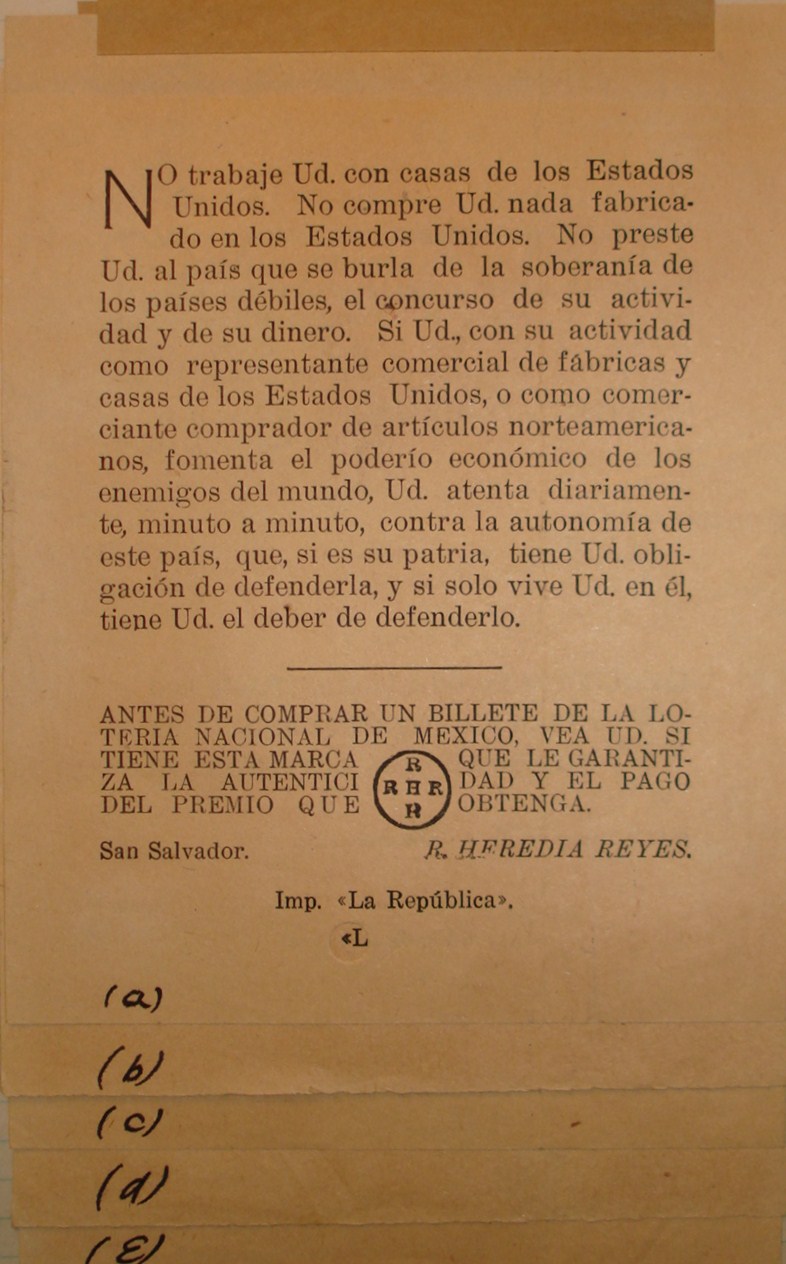 NO trabaje Ud. con casas de los Estados
Unidos. No compre Ud. nada fabrica-
do en los Estados Unidos. No preste
Ud. al país que se burla de la soberanía de
los países débiles, el concurso de su activi-
dad y de su dinero. Si Ud., con su actividad
como representante comercial de fábricas y
casas de los Estados Unidos, o como comer-
ciante comprador de artículos norteamerica-
nos, fomenta el poderío económico de los
enemigos del mundo, Ud. atenta diariamen-
te, minuto a minuto, contra la autonomía de
este país, que, si es su patria, tiene Ud. obli-
gación de defenderla, y si solo vive Ud. en él,
tiene Ud. el deber de defenderlo.
ANTES DE COMPRAR UN BILLETE DE LA LO-
TERIA NACIONAL DE MEXICO, VEA UD. SI
TIENE ESTA MARCA R QUE LE GARANTI-
ZA LA AUTENTICI R H R DAD Y EL PAGO
DEL PREMIO QUE R OBTENGA.
San Salvador. R. HEREDIA REYES.
Imp. «La República».
«L
(a)
(b)
(c)
(d)
(E)